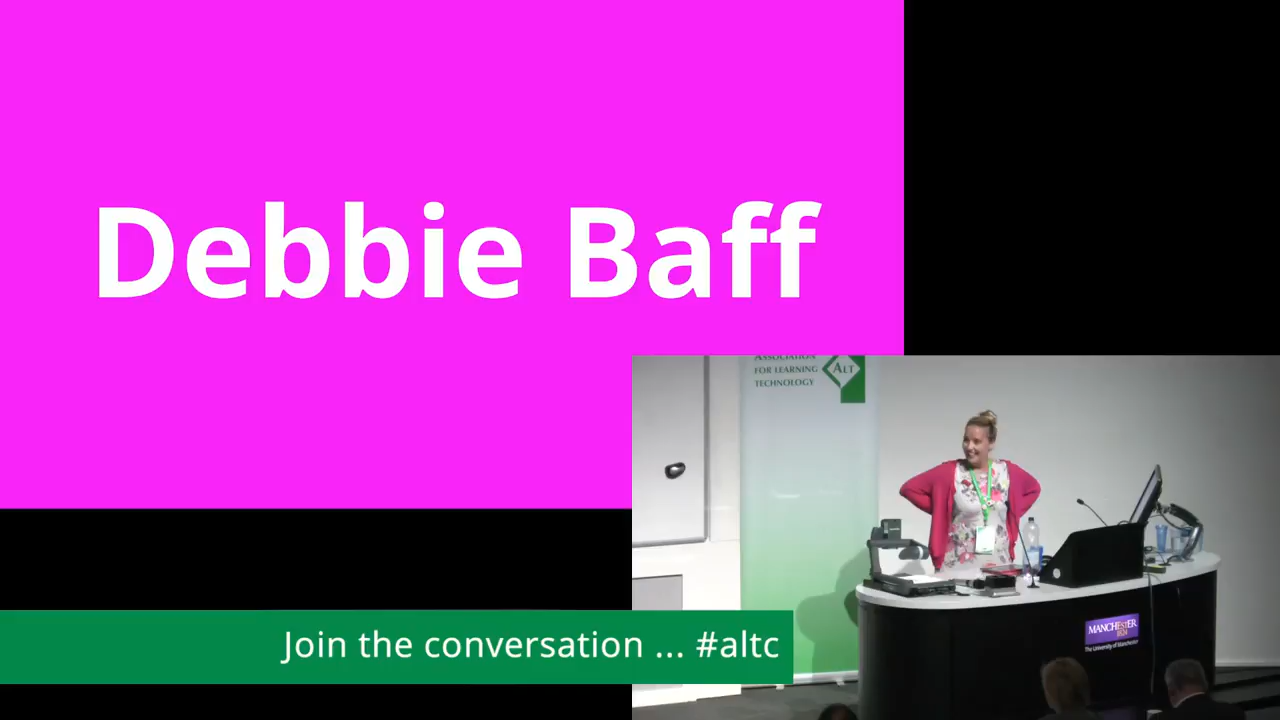 Debbie Baff
ASSOCIATION
FOR LEARNING
TECHNOLOGY
ALT
Join the conversation ... #altc
MANCHESTER
1824
The University of Manchester